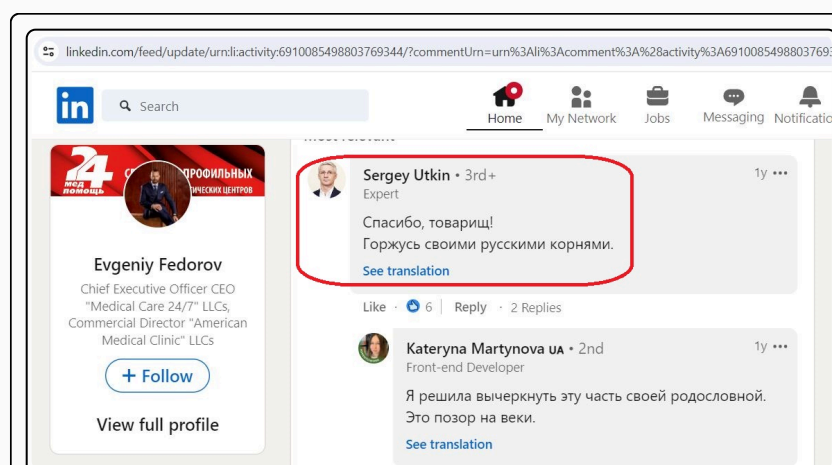 linkedin.com/feed/update/urn:li:activity:6910085498803769344/?commentUrn=urn%3Ali%3Acomment%3A%28activity%3A69100854988037693
in
Search
Home
My Network
Jobs
Messaging
Notificatio
most relevant
24
мед
помощь
ПРОФИЛЬНЫХ
ЦЕНТРОВ
Evgeniy Fedorov
Chief Executive Officer CEO
"Medical Care 24/7" LLCs,
Commercial Director "American
Medical Clinic" LLCs
+ Follow
View full profile
Sergey Utkin • 3rd+
1y •••
Expert
Спасибо, товарищ!
Горжусь своими русскими корнями.
See translation
Like · 6 | Reply · 2 Replies
Kateryna Martynova UA • 2nd
1y •••
Front-end Developer
Я решила вычеркнуть эту часть своей родословной.
Это позор на веки.
See translation